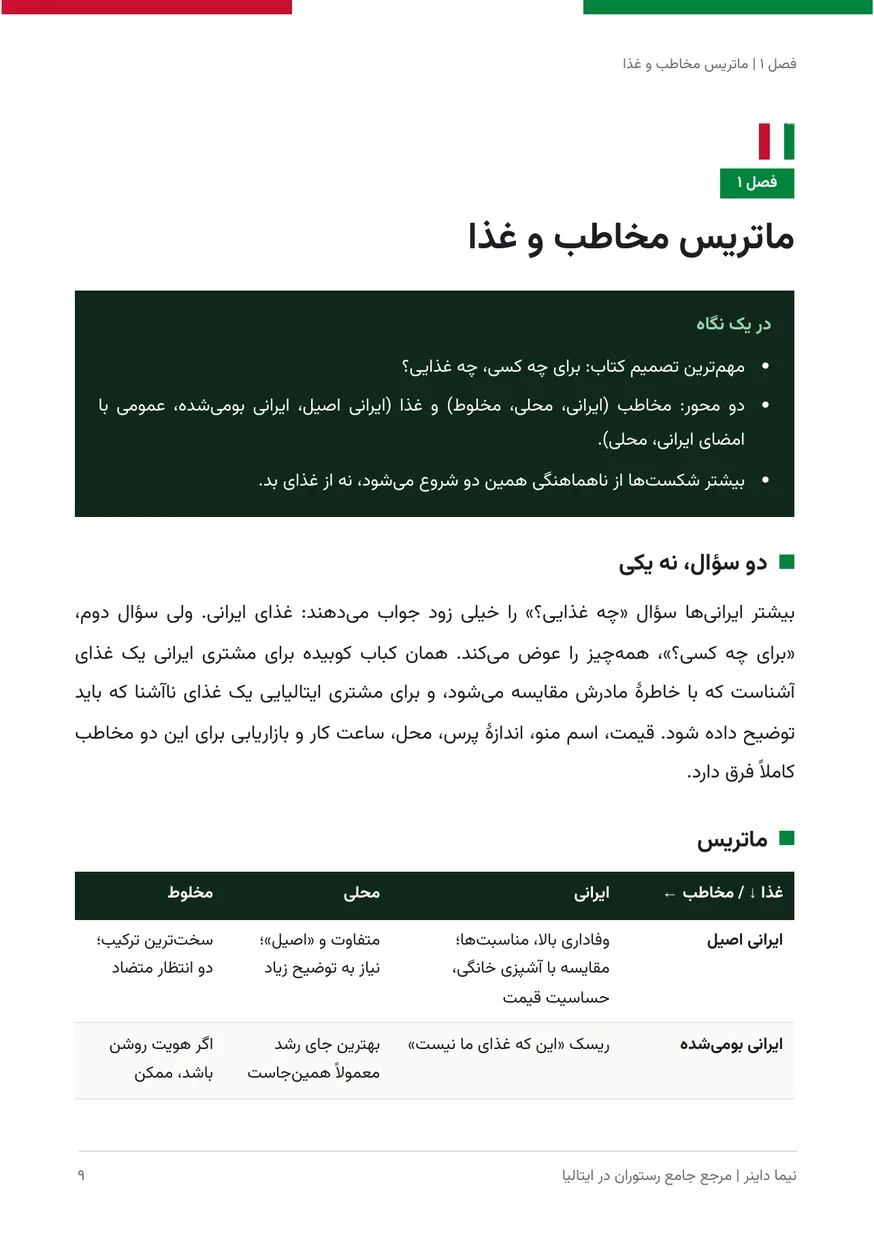 فصل ۱ | ماتریس مخاطب و غذا
فصل ۱
ماتریس مخاطب و غذا
در یک نگاه
• مهم‌ترین تصمیم کتاب: برای چه کسی، چه غذایی؟
• دو محور: مخاطب (ایرانی، محلی، مخلوط) و غذا (ایرانی اصیل، ایرانی بومی‌شده، عمومی با
امضای ایرانی، محلی).
• بیشتر شکست‌ها از ناهماهنگی همین دو شروع می‌شود، نه از غذای بد.
دو سؤال، نه یکی
بیشتر ایرانی‌ها سؤال «چه غذایی؟» را خیلی زود جواب می‌دهند: غذای ایرانی. ولی سؤال دوم،
«برای چه کسی؟»، همه‌چیز را عوض می‌کند. همان کباب کوبیده برای مشتری ایرانی یک غذای
آشناست که با خاطرهٔ مادرش مقایسه می‌شود، و برای مشتری ایتالیایی یک غذای ناآشنا که باید
توضیح داده شود. قیمت، اسم منو، اندازهٔ پرس، محل، ساعت کار و بازاریابی برای این دو مخاطب
کاملاً فرق دارد.
ماتریس
غذا ↓ / مخاطب ← ایرانی محلی مخلوط
ایرانی اصیل وفاداری بالا، مناسبت‌ها؛ متفاوت و «اصیل»؛ سخت‌ترین ترکیب؛
مقایسه با آشپزی خانگی، نیاز به توضیح زیاد دو انتظار متضاد
حساسیت قیمت
ایرانی بومی‌شده ریسک «این که غذای ما نیست» بهترین جای رشد اگر هویت روشن
معمولاً همین‌جاست باشد، ممکن
نیما داینر | مرجع جامع رستوران در ایتالیا ۹